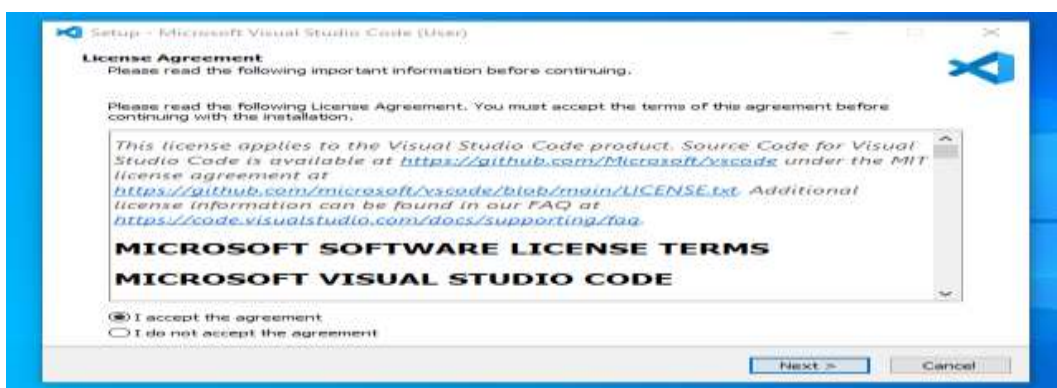 Setup - Microsoft Visual Studio Code (User)
License Agreement
Please read the following important information before continuing.
Please read the following License Agreement. You must accept the terms of this agreement before
continuing with the installation.
This license applies to the Visual Studio Code product. Source Code for Visual
Studio Code is available at https://github.com/Microsoft/vscode under the MIT
license agreement at
https://github.com/microsoft/vscode/blob/main/LICENSE.txt. Additional
license information can be found in our FAQ at
https://code.visualstudio.com/docs/supporting/faq.
MICROSOFT SOFTWARE LICENSE TERMS
MICROSOFT VISUAL STUDIO CODE
I accept the agreement
I do not accept the agreement
Next >
Cancel